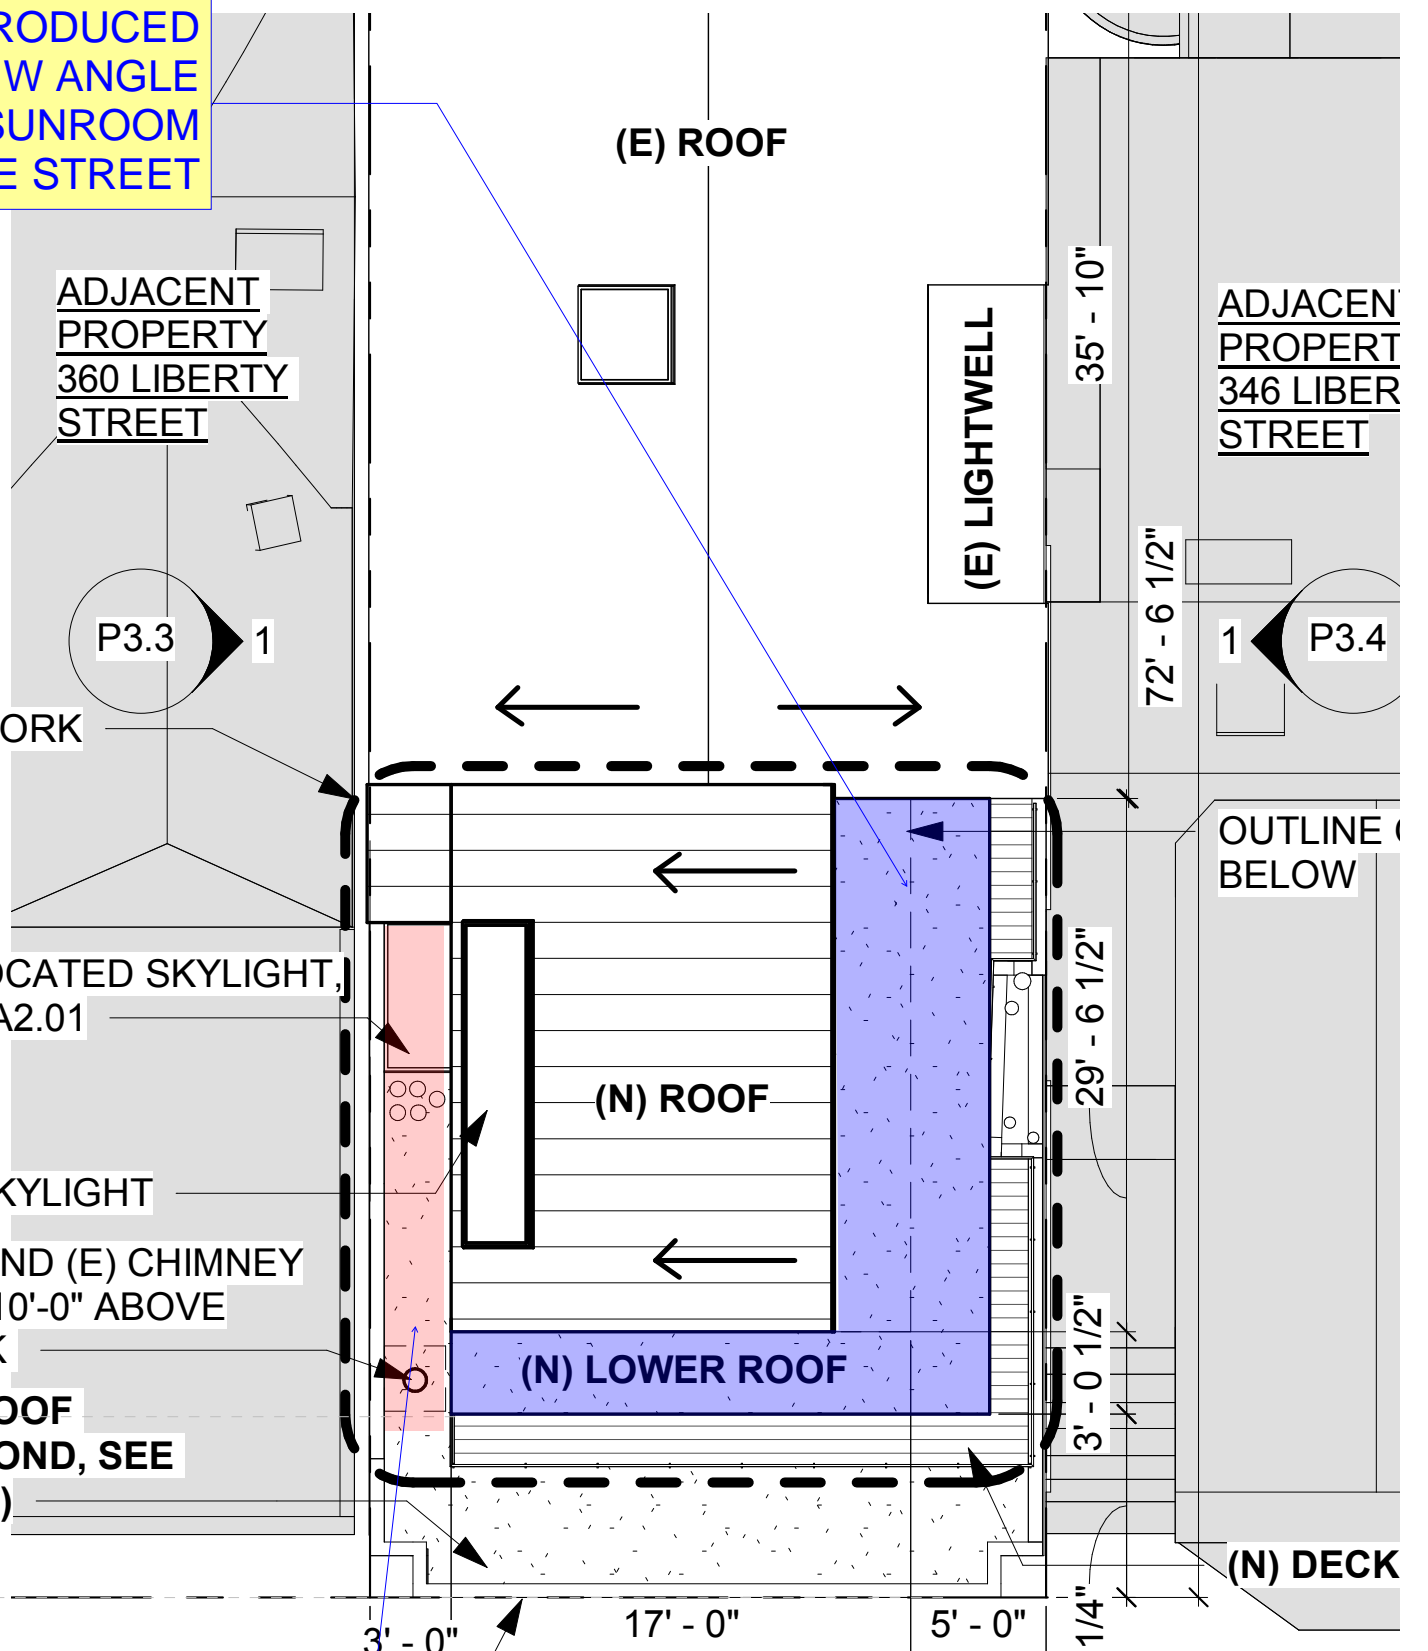 RODUCED
W ANGLE
SUNROOM
E STREET
(E) ROOF
ADJACENT
PROPERTY
360 LIBERTY
STREET
(E) LIGHTWELL
35' - 10"
ADJACENT
PROPERT
346 LIBER
STREET
72' - 6 1/2"
P3.3
1
1
P3.4
ORK
OUTLINE O
BELOW
OCATED SKYLIGHT,
A2.01
29' - 6 1/2"
(N) ROOF
KYLIGHT
ND (E) CHIMNEY
10'-0" ABOVE
K
(N) LOWER ROOF
3' - 0 1/2"
OOF
OND, SEE
)
(N) DECK
1/4"
3' - 0"
17' - 0"
5' - 0"